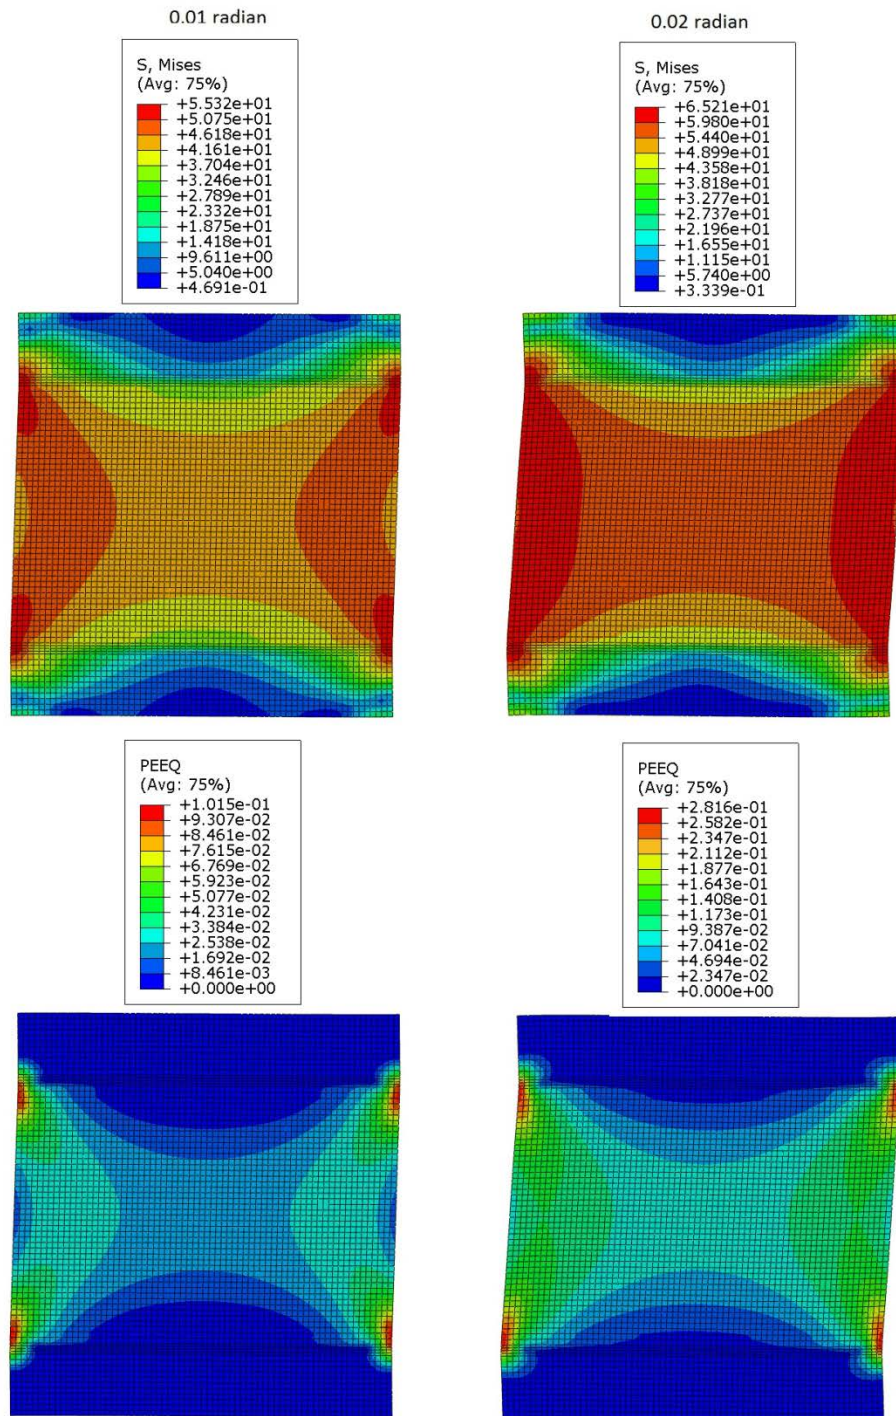 0.01 radian
0.02 radian
S, Mises
(Avg: 75%)
+5.532e+01
+5.075e+01
+4.618e+01
+4.161e+01
+3.704e+01
+3.246e+01
+2.789e+01
+2.332e+01
+1.875e+01
+1.418e+01
+9.611e+00
+5.040e+00
+4.691e-01
S, Mises
(Avg: 75%)
+6.521e+01
+5.980e+01
+5.440e+01
+4.899e+01
+4.358e+01
+3.818e+01
+3.277e+01
+2.737e+01
+2.196e+01
+1.655e+01
+1.115e+01
+5.740e+00
+3.339e-01
PEEQ
(Avg: 75%)
+1.015e-01
+9.307e-02
+8.461e-02
+7.615e-02
+6.769e-02
+5.923e-02
+5.077e-02
+4.231e-02
+3.384e-02
+2.538e-02
+1.692e-02
+8.461e-03
+0.000e+00
PEEQ
(Avg: 75%)
+2.816e-01
+2.582e-01
+2.347e-01
+2.112e-01
+1.877e-01
+1.643e-01
+1.408e-01
+1.173e-01
+9.387e-02
+7.041e-02
+4.694e-02
+2.347e-02
+0.000e+00